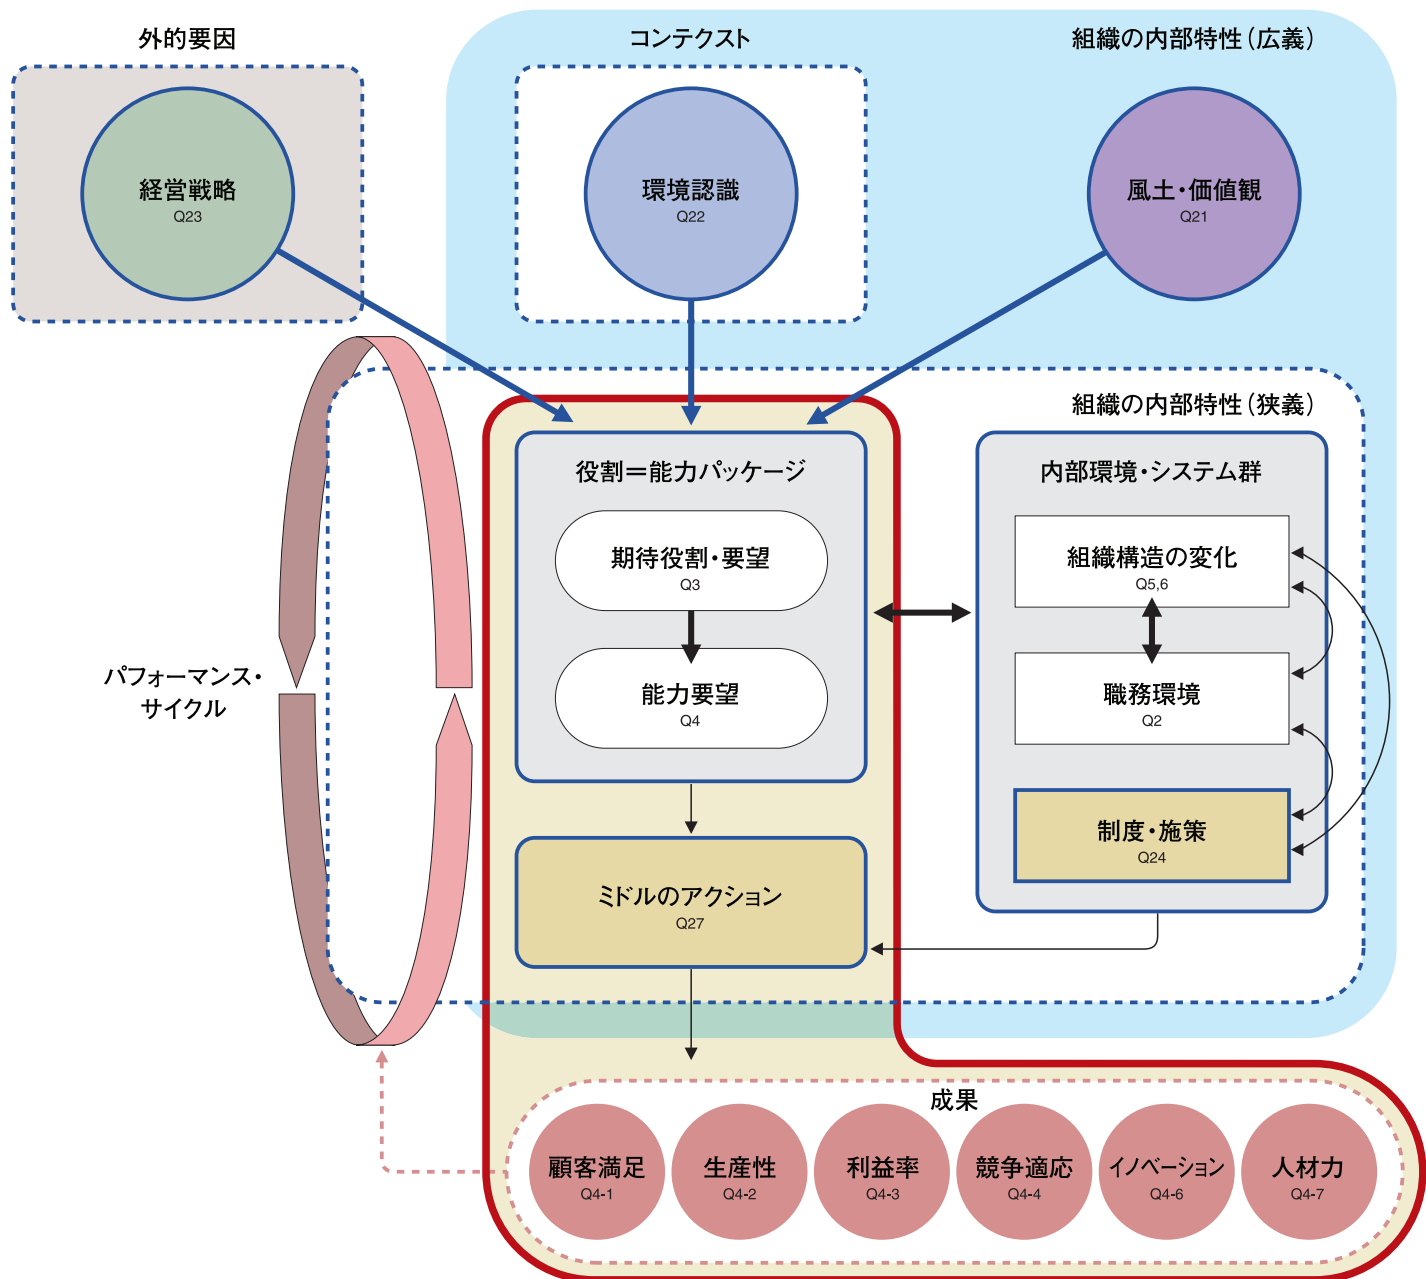 外的要因
コンテクスト
組織の内部特性（広義）
経営戦略
Q23
環境認識
Q22
風土・価値観
Q21
組織の内部特性（狭義）
役割＝能力パッケージ
期待役割・要望
Q3
能力要望
Q4
内部環境・システム群
組織構造の変化
Q5,6
職務環境
Q2
制度・施策
Q24
パフォーマンス・
サイクル
ミドルのアクション
Q27
成果
顧客満足
Q4-1
生産性
Q4-2
利益率
Q4-3
競争適応
Q4-4
イノベーション
Q4-6
人材力
Q4-7